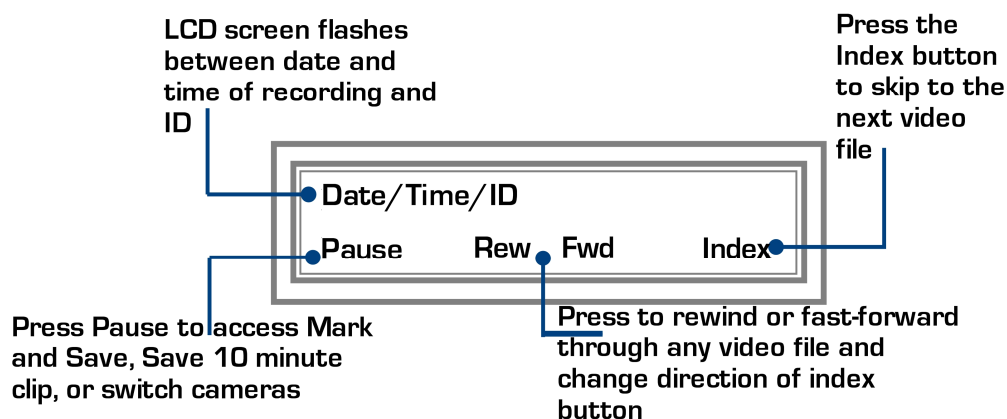 LCD screen flashes
between date and
time of recording and
ID
Press the
Index button
to skip to the
next video
file
Date/Time/ID
Pause Rew Fwd Index
Press Pause to access Mark
and Save, Save 10 minute
clip, or switch cameras
Press to rewind or fast-forward
through any video file and
change direction of index
button